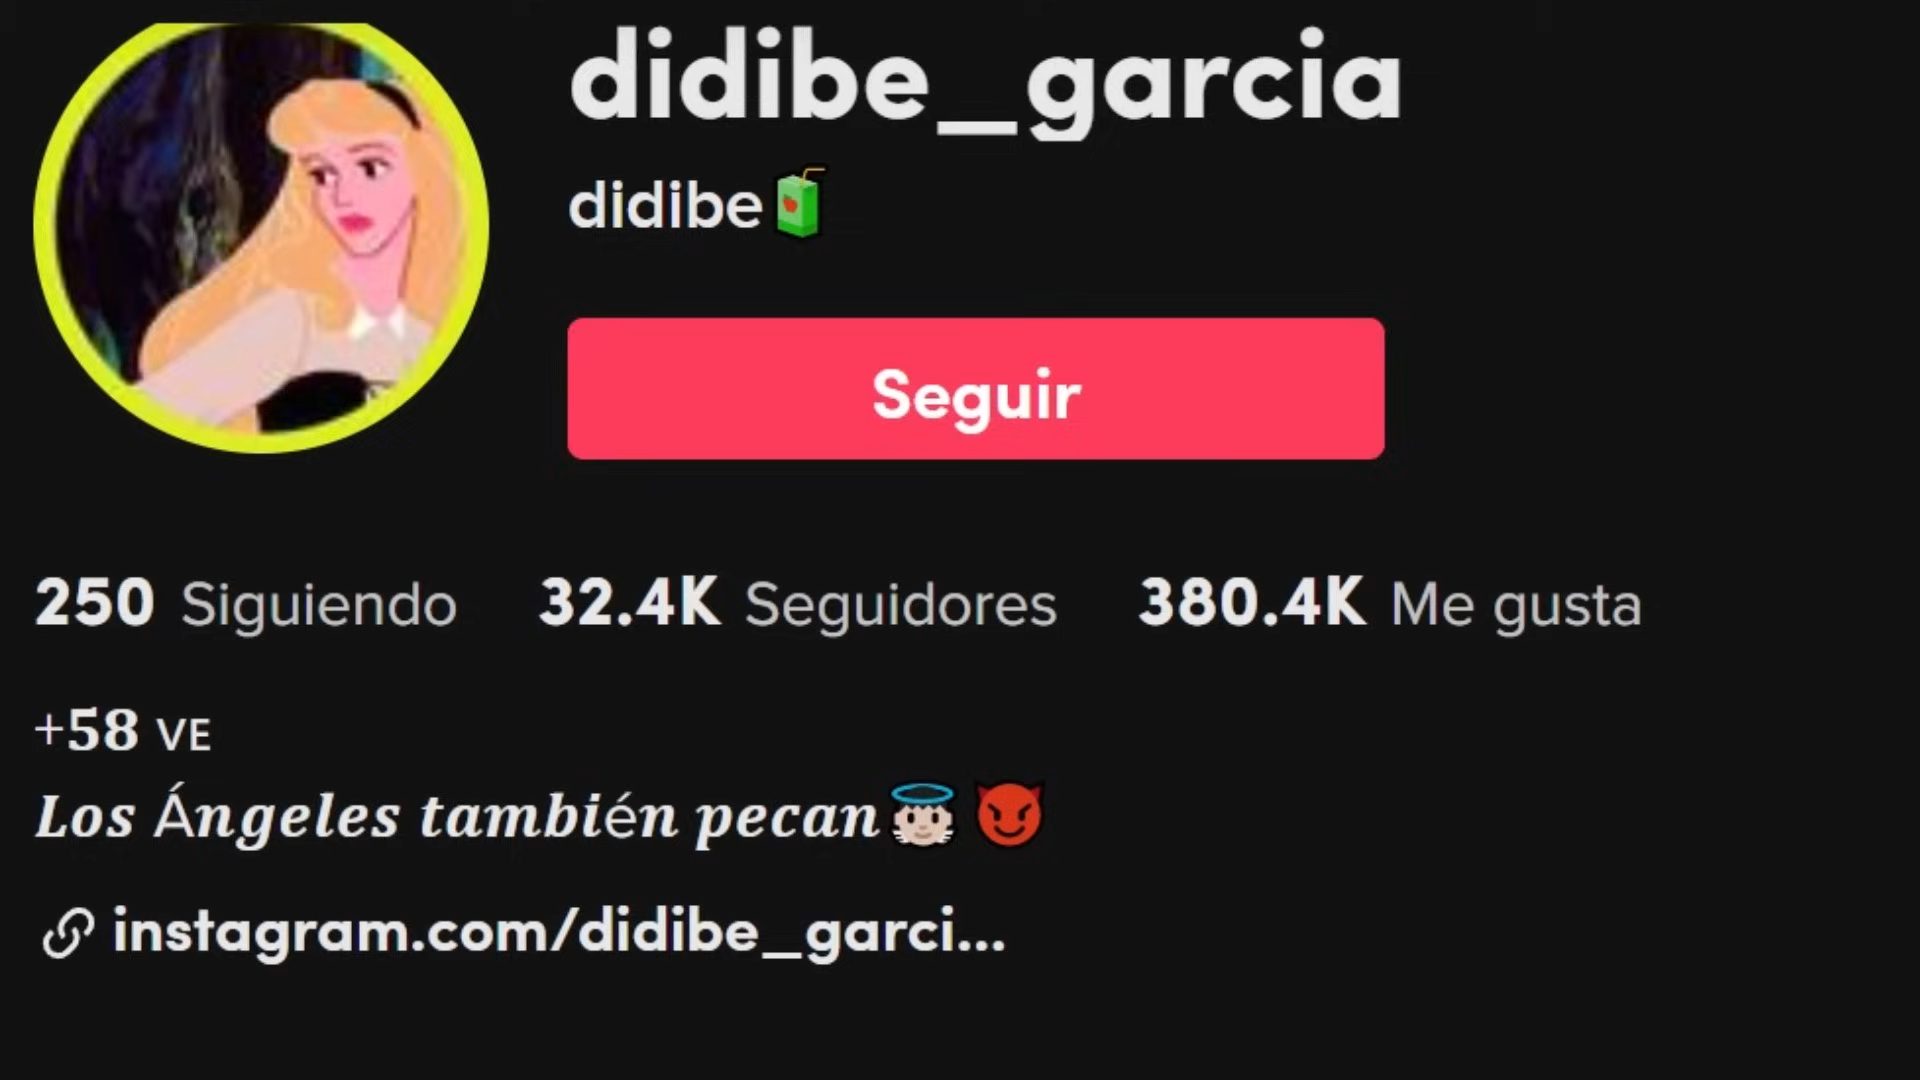 didibe_garcia
didibe🧃
Seguir
250 Siguiendo 32.4K Seguidores 380.4K Me gusta
+58 VE
Los Ángeles también pecan😇😈
instagram.com/didibe_garci...